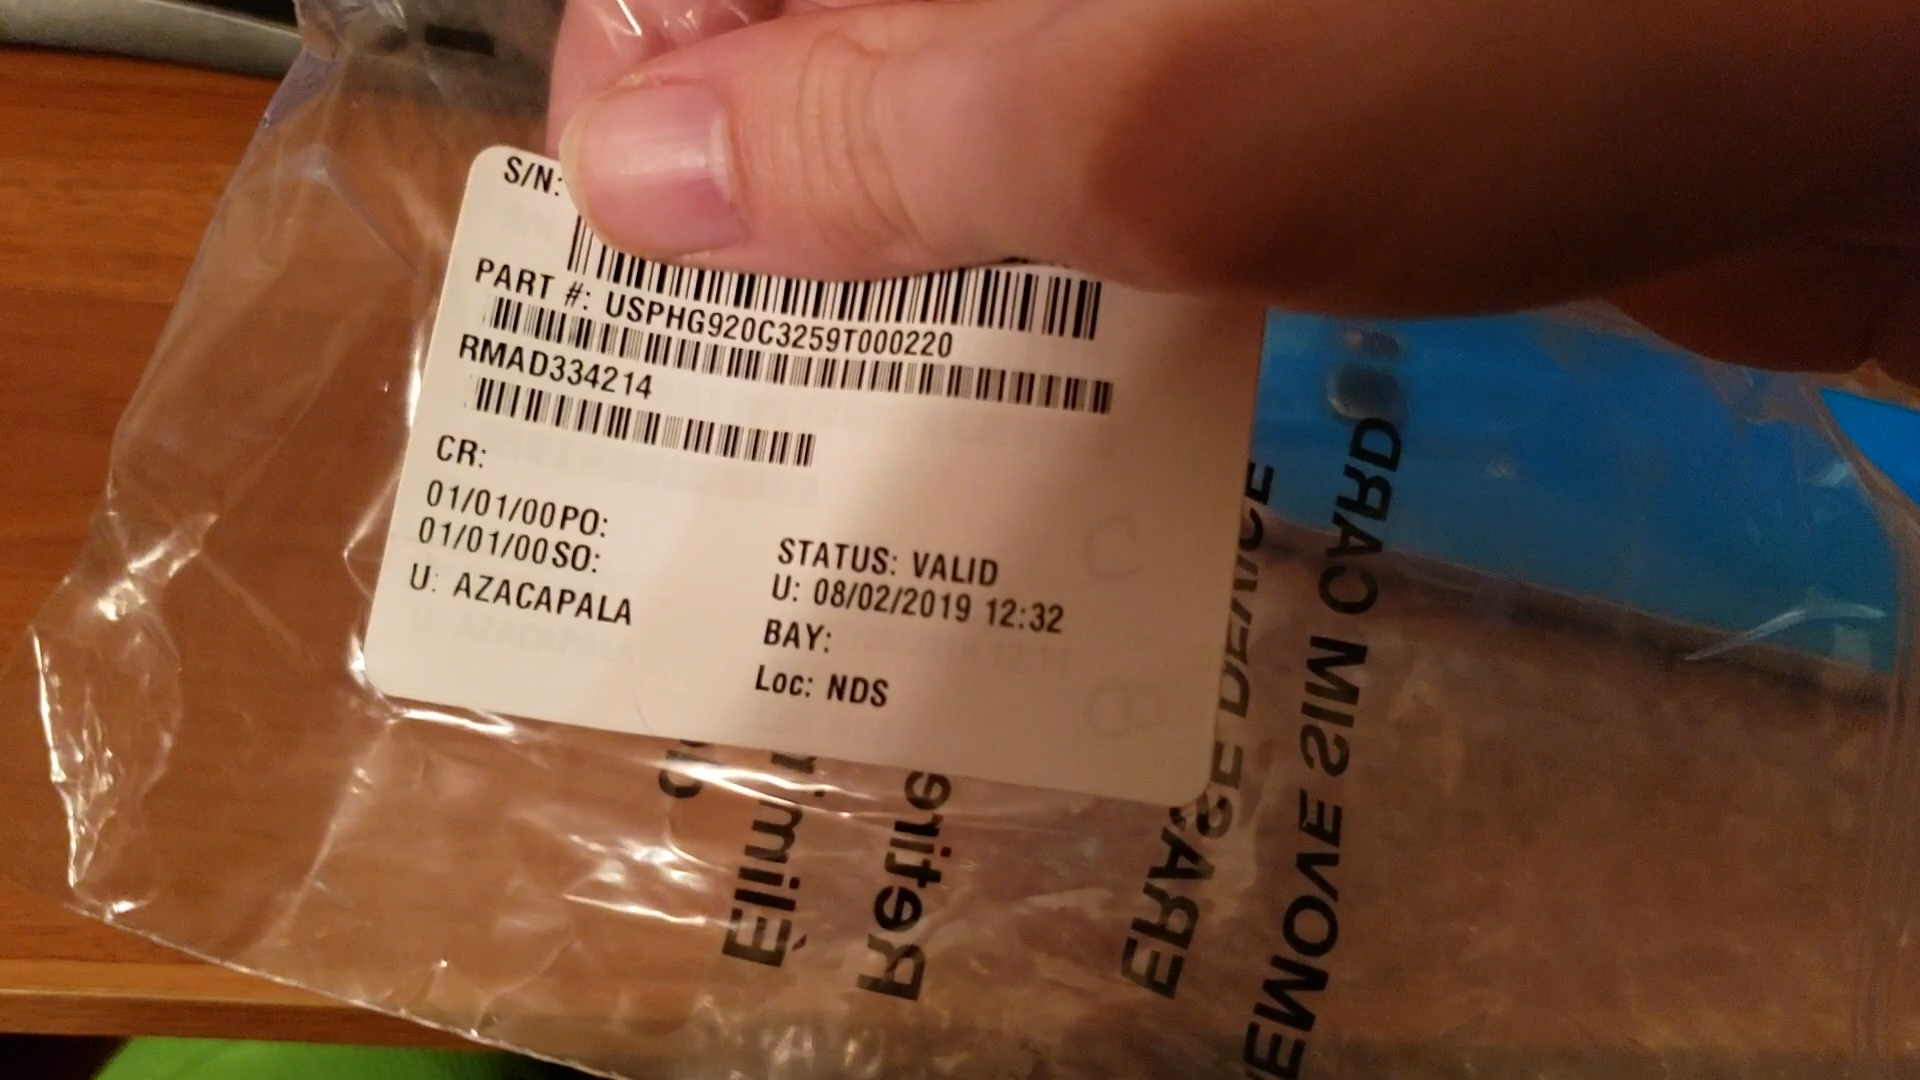 S/N:
PART #: USPHG920C3259T000220
RMAD334214
CR:
01/01/00PO:
01/01/00SO:
U: AZACAPALA
STATUS: VALID
U: 08/02/2019 12:32
BAY:
Loc: NDS
ERASE DEVICE
REMOVE SIM CARD
Retire